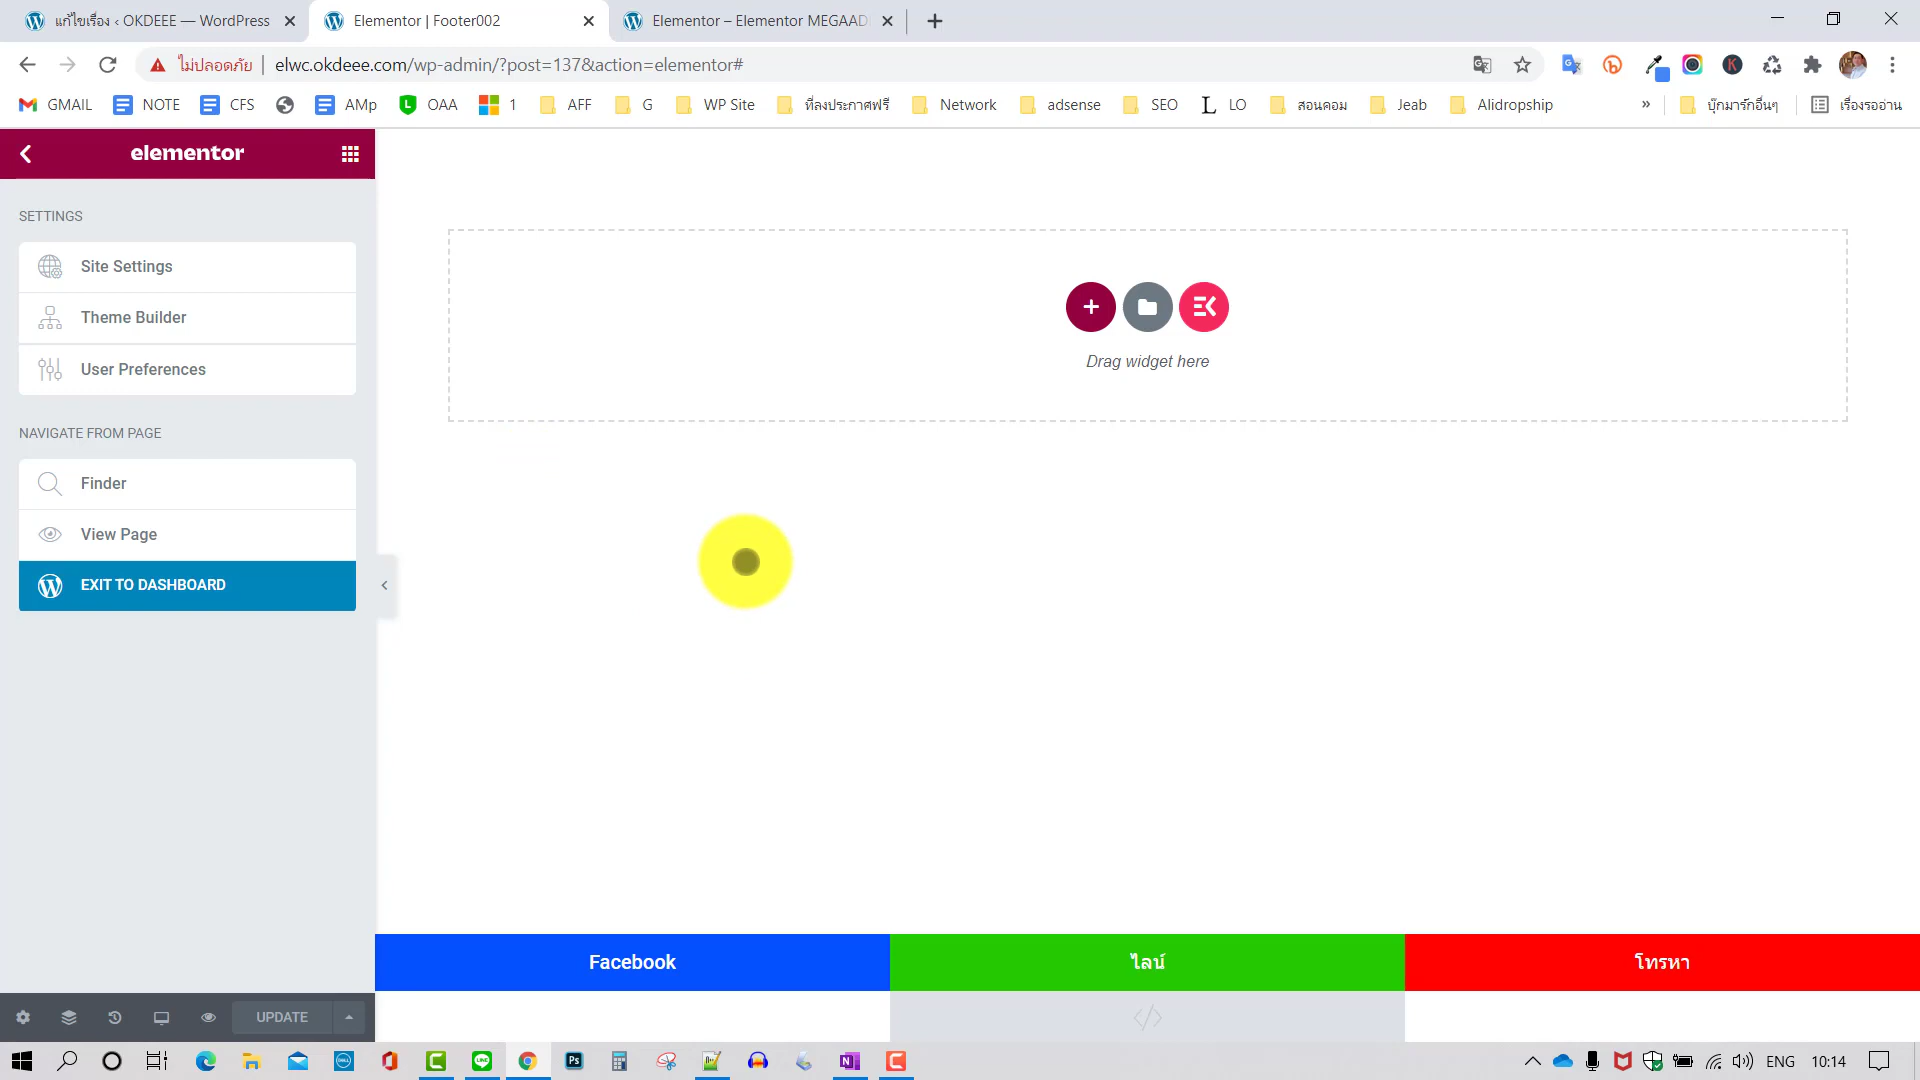 แก้ไขเรื่อง ‹ OKDEEE — WordPress
Elementor | Footer002
Elementor – Elementor MEGAAD
ไม่ปลอดภัย
elwc.okdeee.com/wp-admin/?post=137&action=elementor#
GMAIL
NOTE
CFS
AMp
OAA
1
AFF
G
WP Site
ที่ลงประกาศฟรี
Network
adsense
SEO
LO
สอนคอม
Jeab
Alidropship
»
บุ๊กมาร์กอื่นๆ
เรื่องรออ่าน
elementor
SETTINGS
Site Settings
Theme Builder
User Preferences
NAVIGATE FROM PAGE
Finder
View Page
EXIT TO DASHBOARD
Drag widget here
Facebook
ไลน์
โทรหา
UPDATE
ENG
10:14